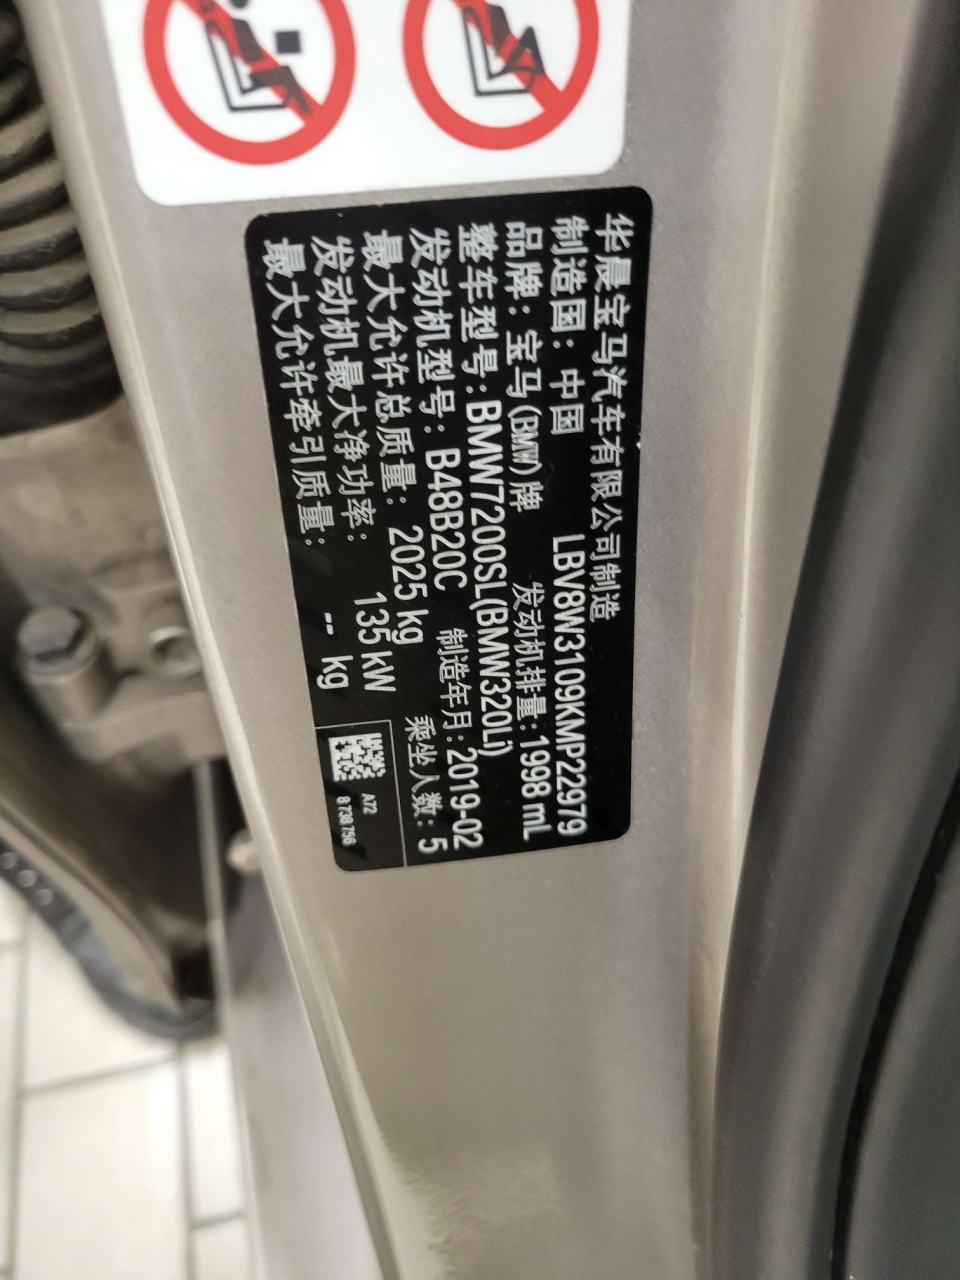 华晨宝马汽车有限公司制造
制造国：中国 LBV8W3109KMP22979
品牌：宝马(BMW)牌 发动机排量:1998 mL
整车型号：BMW7200SL(BMW320Li)
发动机型号：B48B20C 制造年月：2019-02
最大允许总质量：2025 kg 乘坐人数：5
发动机最大净功率：135 kW
最大允许牵引质量： -- kg
A72
8 738 756